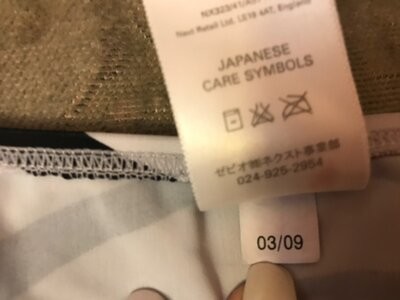 Next Retail Ltd, LE19 4AT, England
JAPANESE
CARE SYMBOLS
ゼビオ㈱ネクスト事業部
024-925-2954
03/09